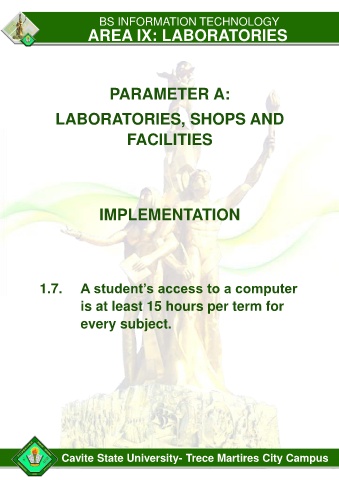 BS INFORMATION TECHNOLOGY
AREA IX: LABORATORIES
PARAMETER A:
LABORATORIES, SHOPS AND
FACILITIES
IMPLEMENTATION
1.7. A student's access to a computer
is at least 15 hours per term for
every subject.
Cavite State University- Trece Martires City Campus